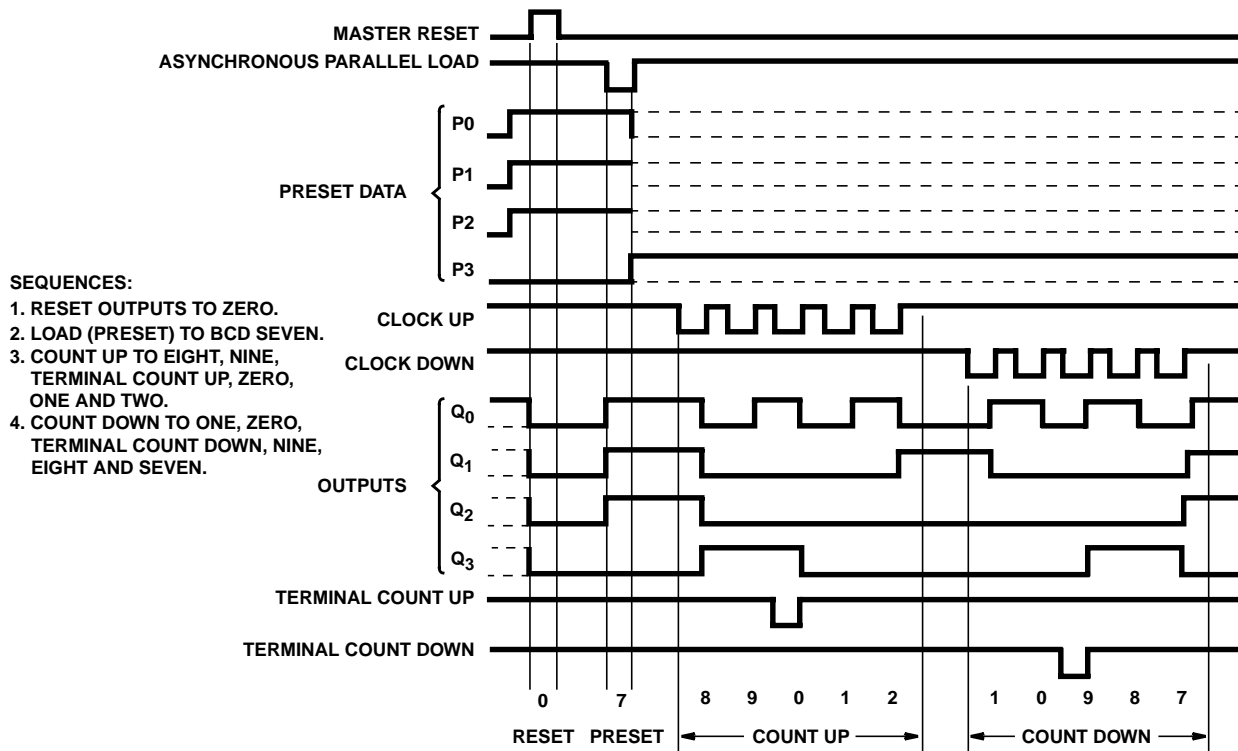 MASTER RESET
ASYNCHRONOUS PARALLEL LOAD
P0
P1
PRESET DATA
P2
P3
SEQUENCES:
1. RESET OUTPUTS TO ZERO.
2. LOAD (PRESET) TO BCD SEVEN.
3. COUNT UP TO EIGHT, NINE,
TERMINAL COUNT UP, ZERO,
ONE AND TWO.
4. COUNT DOWN TO ONE, ZERO,
TERMINAL COUNT DOWN, NINE,
EIGHT AND SEVEN.
CLOCK UP
CLOCK DOWN
Q0
Q1
OUTPUTS
Q2
Q3
TERMINAL COUNT UP
TERMINAL COUNT DOWN
0 7 8 9 0 1 2 1 0 9 8 7
RESET PRESET COUNT UP COUNT DOWN